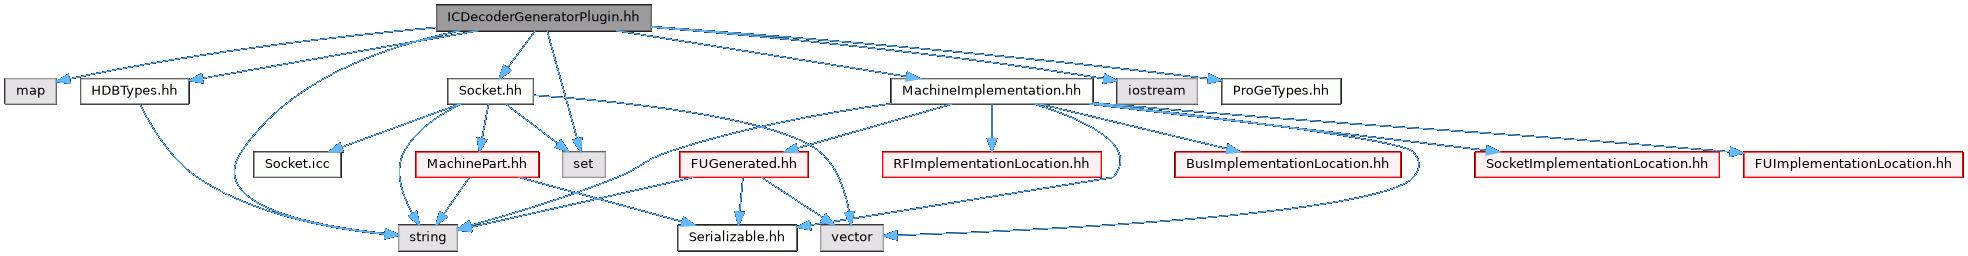 ICDecoderGeneratorPlugin.hh
map
HDBTypes.hh
Socket.hh
MachineImplementation.hh
iostream
ProGeTypes.hh
Socket.icc
MachinePart.hh
set
FUGenerated.hh
RFImplementationLocation.hh
BusImplementationLocation.hh
SocketImplementationLocation.hh
FUImplementationLocation.hh
string
Serializable.hh
vector